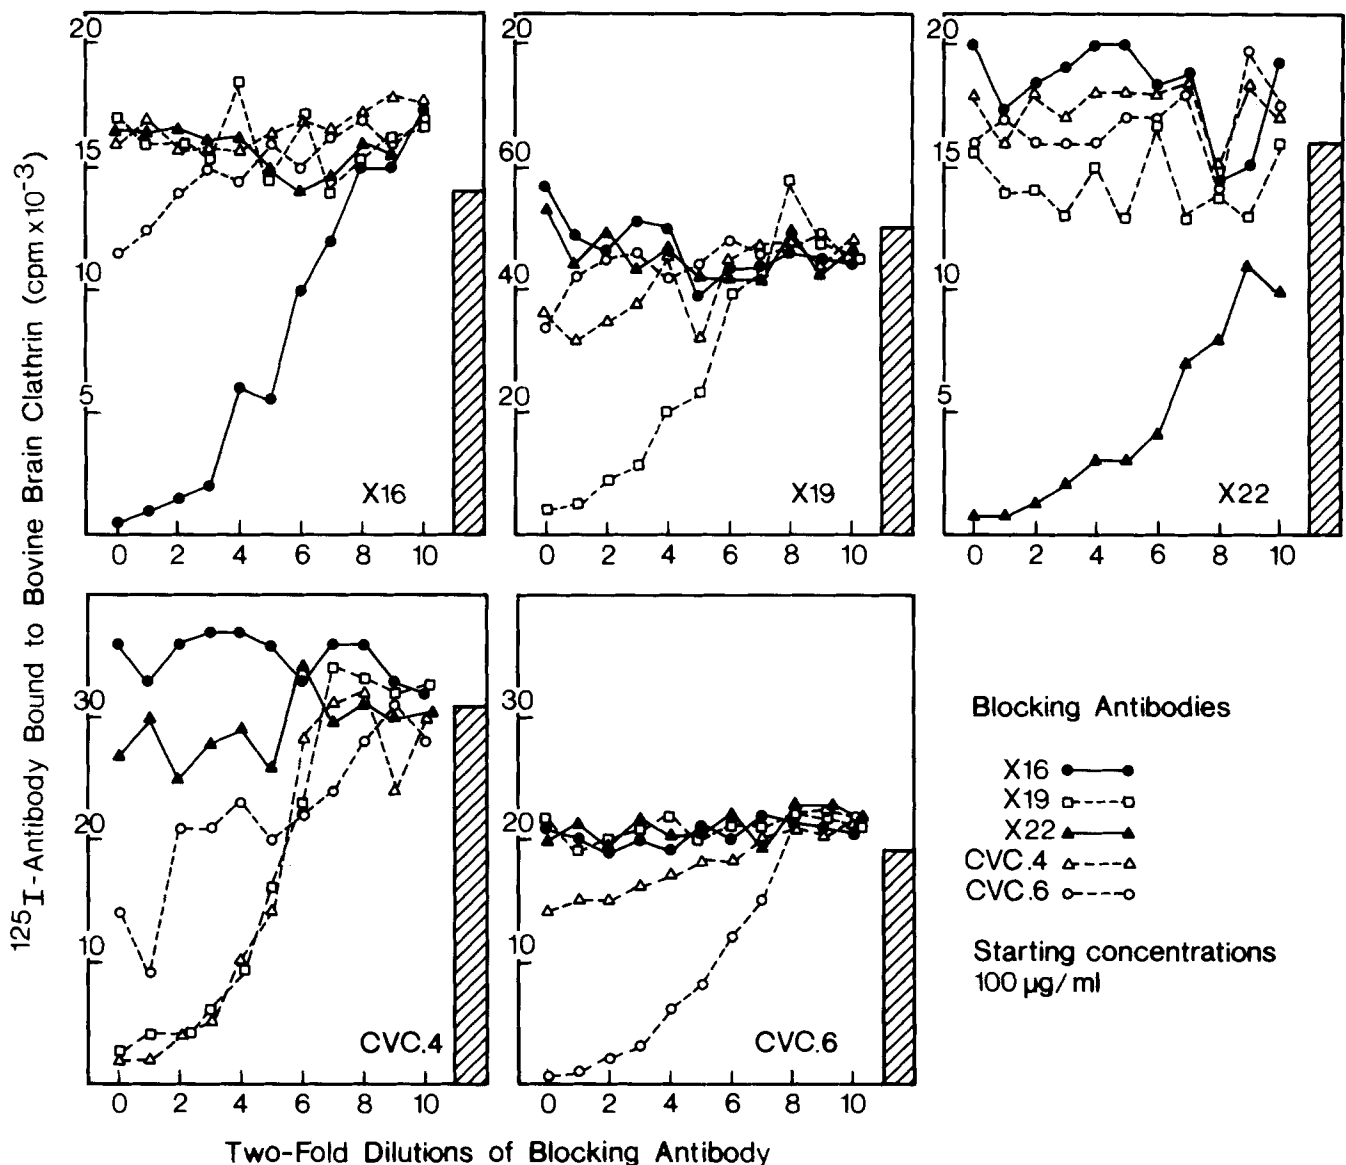 ¹²⁵I-Antibody Bound to Bovine Brain Clathrin (cpm x10⁻³)
20
15
10
5
X16
0 2 4 6 8 10
20
60
40
20
X19
0 2 4 6 8 10
20
15
10
5
X22
0 2 4 6 8 10
30
20
10
CVC.4
0 2 4 6 8 10
30
20
10
CVC.6
0 2 4 6 8 10
Blocking Antibodies
X16
X19
X22
CVC.4
CVC.6
Starting concentrations
100 µg/ml
Two-Fold Dilutions of Blocking Antibody